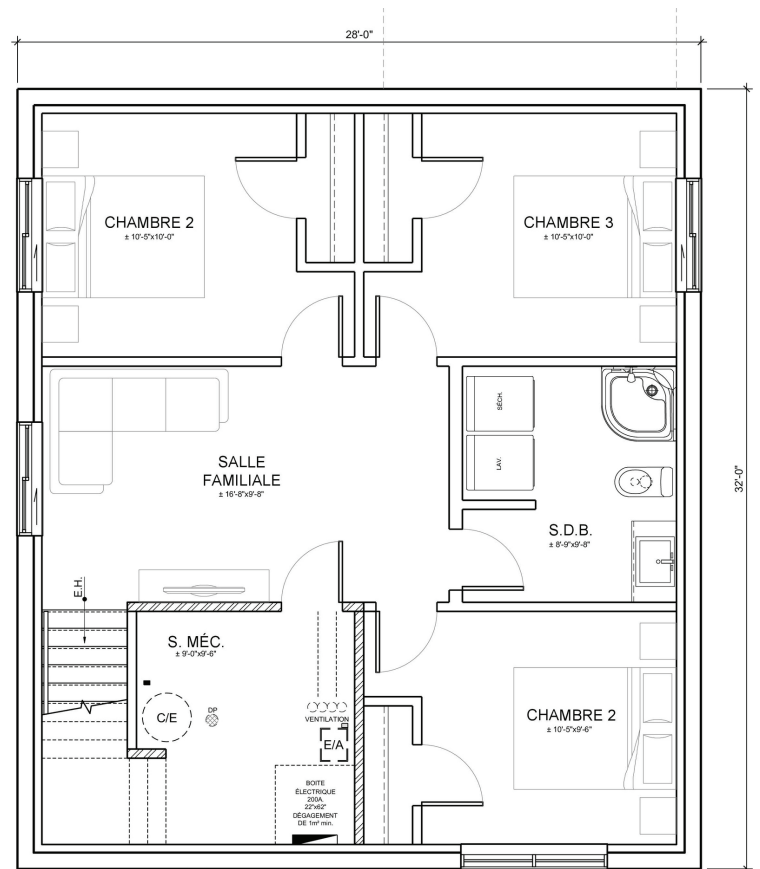 28'-0"
CHAMBRE 2
± 10'-5"x10'-0"
CHAMBRE 3
± 10'-5"x10'-0"
SÉCH.
LAV.
SALLE
FAMILIALE
± 16'-8"x9'-8"
32'-0"
S.D.B.
± 8'-9"x9'-8"
E.H.
S. MÉC.
± 9'-0"x9'-6"
C/E
DP
VENTILATION
E/A
CHAMBRE 2
± 10'-5"x9'-6"
BOITE
ÉLECTRIQUE
200A.
22"x62"
DÉGAGEMENT
DE 1m² min.